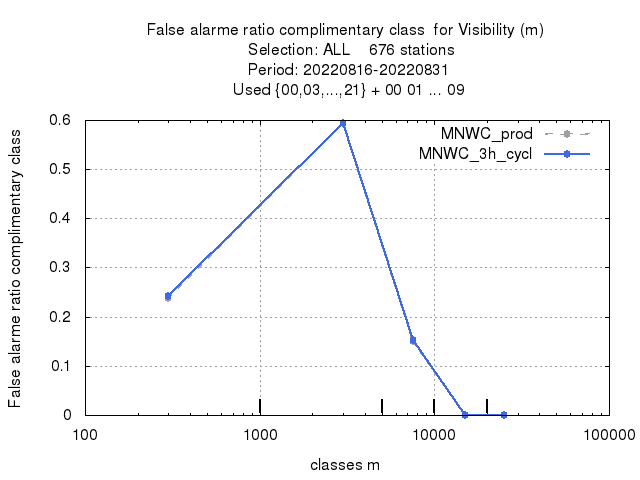 False alarme ratio complimentary class  for Visibility (m)
Selection: ALL    676 stations
Period: 20220816-20220831
Used {00,03,...,21} + 00 01 ... 09
MNWC_prod
MNWC_3h_cycl
False alarme ratio complimentary class
0.6
0.5
0.4
0.3
0.2
0.1
0
100 1000 10000 100000
classes m